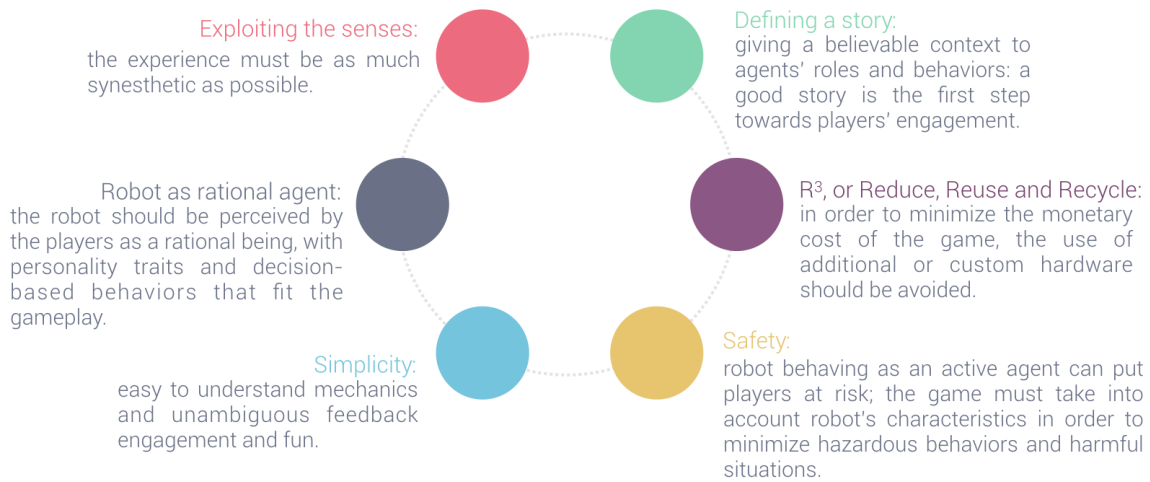 Exploiting the senses:
the experience must be as much
synesthetic as possible.
Defining a story:
giving a believable context to
agents' roles and behaviors: a
good story is the first step
towards players' engagement.
Robot as rational agent:
the robot should be perceived by
the players as a rational being, with
personality traits and decision-
based behaviors that fit the
gameplay.
R³, or Reduce, Reuse and Recycle:
in order to minimize the monetary
cost of the game, the use of
additional or custom hardware
should be avoided.
Simplicity:
easy to understand mechanics
and unambiguous feedback
engagement and fun.
Safety:
robot behaving as an active agent can put
players at risk; the game must take into
account robot's characteristics in order to
minimize hazardous behaviors and harmful
situations.